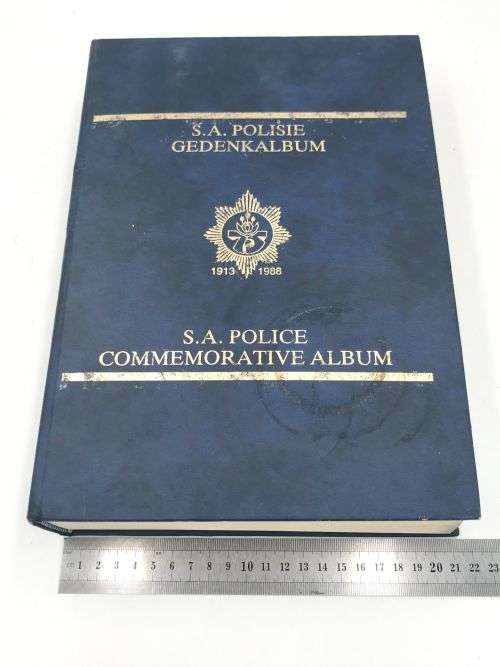 S.A. POLISIE
GEDENKALBUM
75
1913 1988
S.A. POLICE
COMMEMORATIVE ALBUM
cm 1 2 3 4 5 6 7 8 9 10 11 12 13 14 15 16 17 18 19 20 21 22 23